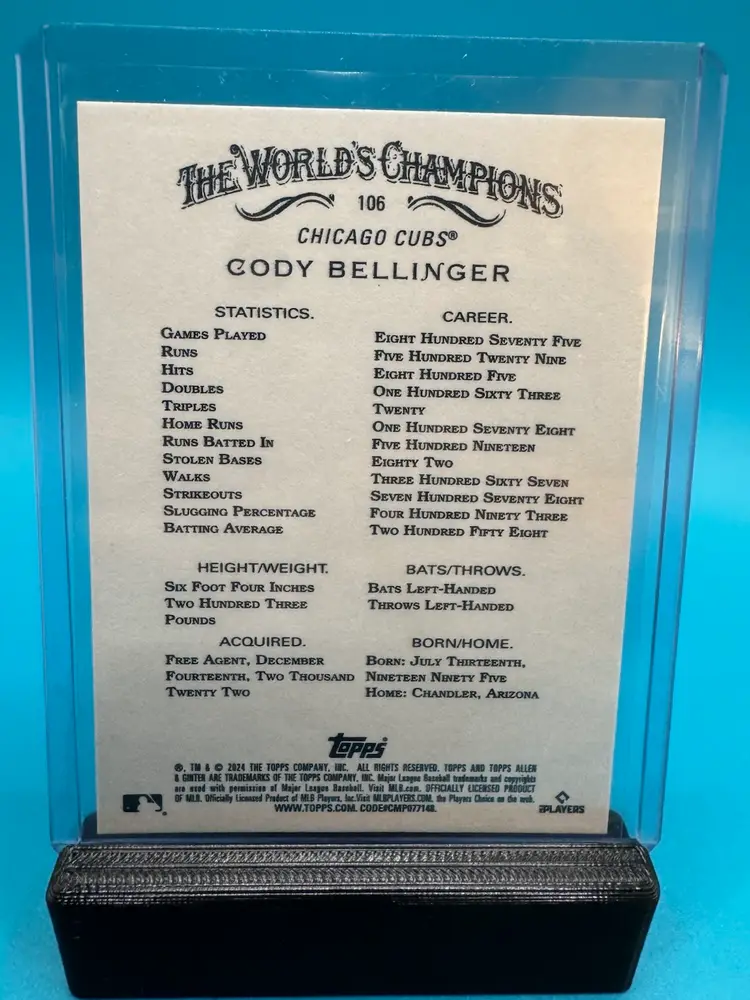 THE WORLD'S CHAMPIONS
106
CHICAGO CUBS®
CODY BELLINGER
STATISTICS. CAREER.
GAMES PLAYED EIGHT HUNDRED SEVENTY FIVE
RUNS FIVE HUNDRED TWENTY NINE
HITS EIGHT HUNDRED FIVE
DOUBLES ONE HUNDRED SIXTY THREE
TRIPLES TWENTY
HOME RUNS ONE HUNDRED SEVENTY EIGHT
RUNS BATTED IN FIVE HUNDRED NINETEEN
STOLEN BASES EIGHTY TWO
WALKS THREE HUNDRED SIXTY SEVEN
STRIKEOUTS SEVEN HUNDRED SEVENTY EIGHT
SLUGGING PERCENTAGE FOUR HUNDRED NINETY THREE
BATTING AVERAGE TWO HUNDRED FIFTY EIGHT
HEIGHT/WEIGHT.
SIX FOOT FOUR INCHES
TWO HUNDRED THREE
POUNDS
BATS/THROWS.
BATS LEFT-HANDED
THROWS LEFT-HANDED
ACQUIRED.
FREE AGENT, DECEMBER
FOURTEENTH, TWO THOUSAND
TWENTY TWO
BORN/HOME.
BORN: JULY THIRTEENTH,
NINETEEN NINETY FIVE
HOME: CHANDLER, ARIZONA
topps
®, TM & © 2024 THE TOPPS COMPANY, INC. ALL RIGHTS RESERVED. TOPPS AND TOPPS ALLEN
& GINTER ARE TRADEMARKS OF THE TOPPS COMPANY, INC. Major League Baseball trademarks and copyrights
are used with permission of Major League Baseball. Visit MLB.com. OFFICIALLY LICENSED PRODUCT
OF MLB. Officially Licensed Product of MLB Players, Inc. Visit MLBPLAYERS.COM, the Players Choice on the web.
WWW.TOPPS.COM. CODE#CMP077148.
PLAYERS